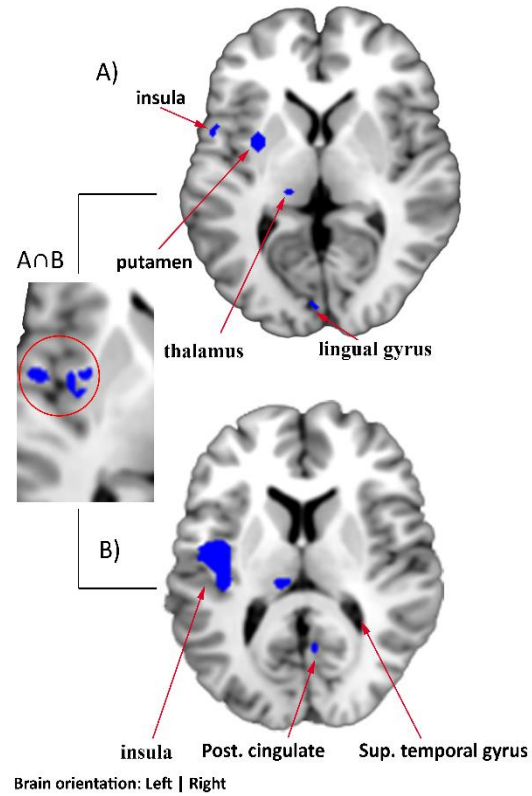 A)
insula
putamen
A∩B
thalamus
lingual gyrus
B)
insula
Post. cingulate
Sup. temporal gyrus
Brain orientation: Left | Right